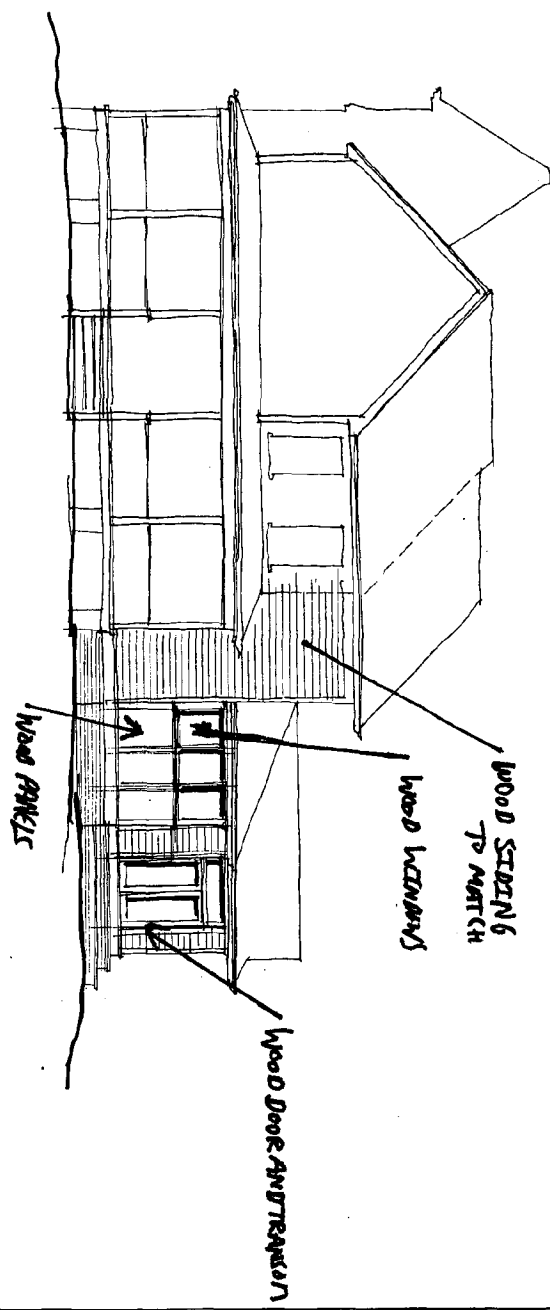 WOOD SIDING
TO MATCH
WOOD WINDOWS
WOOD DOOR AND TRANSOM
WOOD PANELS